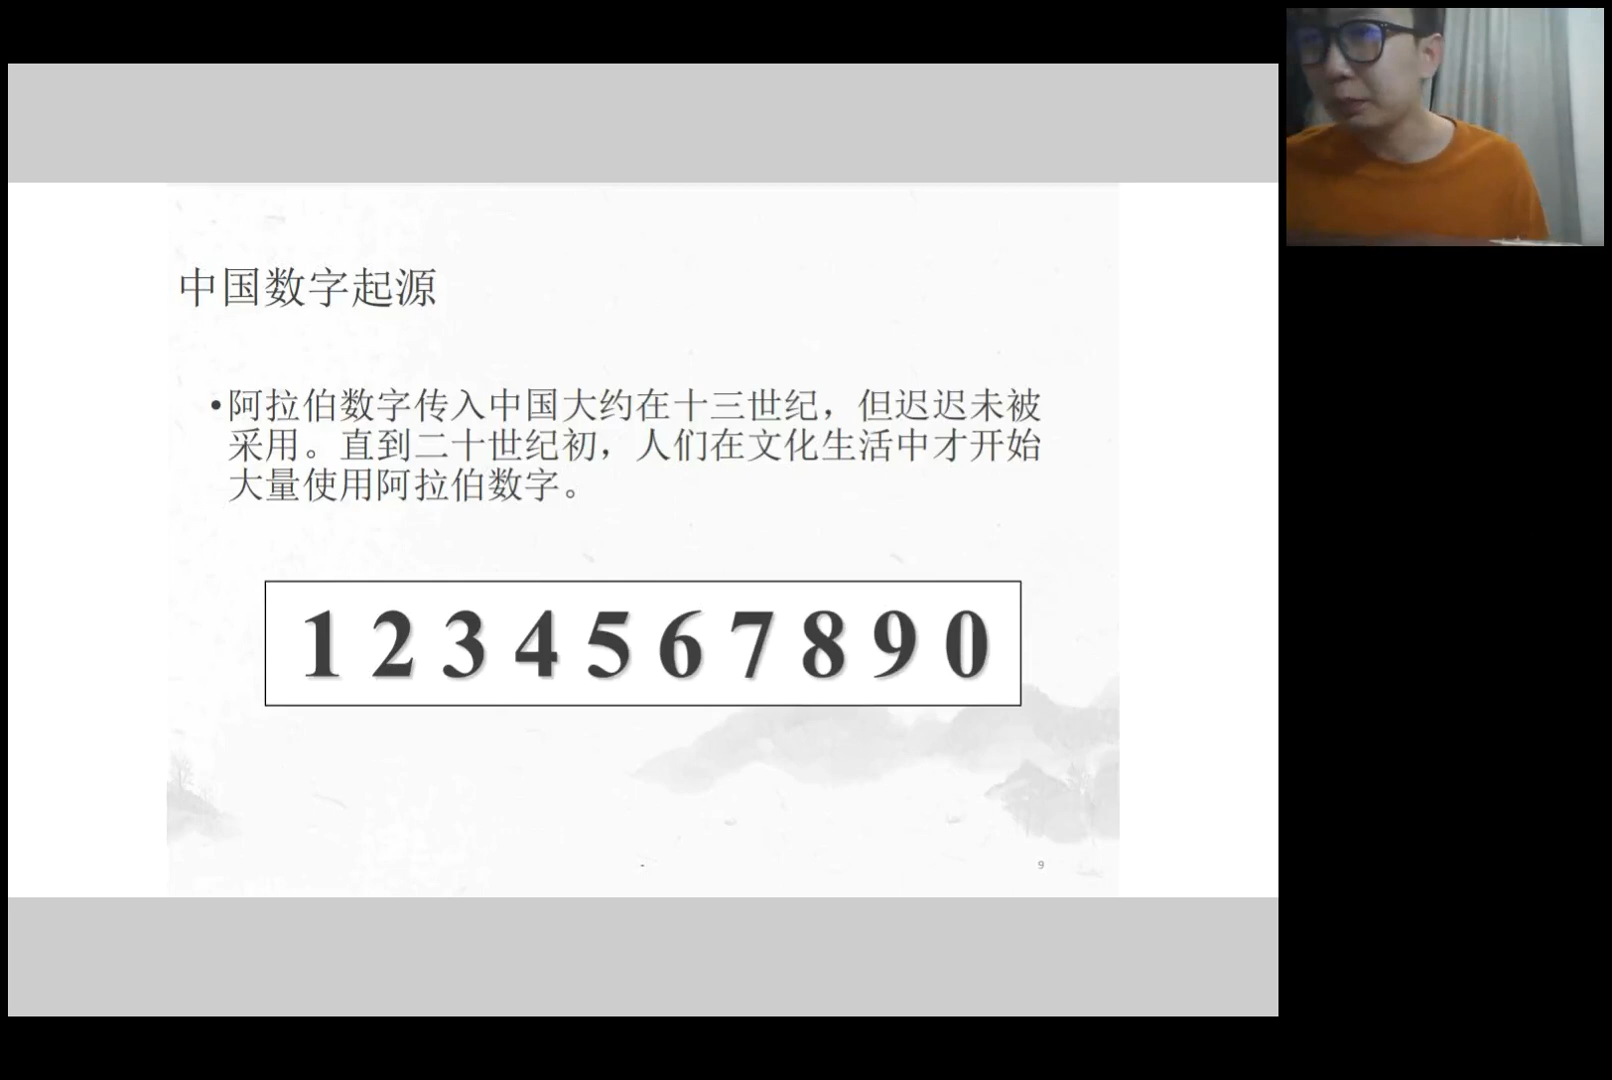 中国数字起源
•阿拉伯数字传入中国大约在十三世纪，但迟迟未被
采用。直到二十世纪初，人们在文化生活中才开始
大量使用阿拉伯数字。
1 2 3 4 5 6 7 8 9 0
-
9